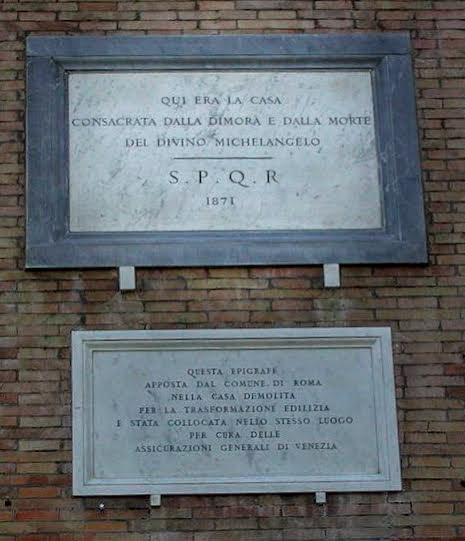 QUI ERA LA CASA
CONSACRATA DALLA DIMORA E DALLA MORTE
DEL DIVINO MICHELANGELO
S.P.Q.R
1871
QUESTA EPIGRAFE
APPOSTA DAL COMUNE DI ROMA
NELLA CASA DEMOLITA
PER LA TRASFORMAZIONE EDILIZIA
E STATA COLLOCATA NELLO STESSO LUOGO
PER CURA DELLE
ASSICURAZIONI GENERALI DI VENEZIA